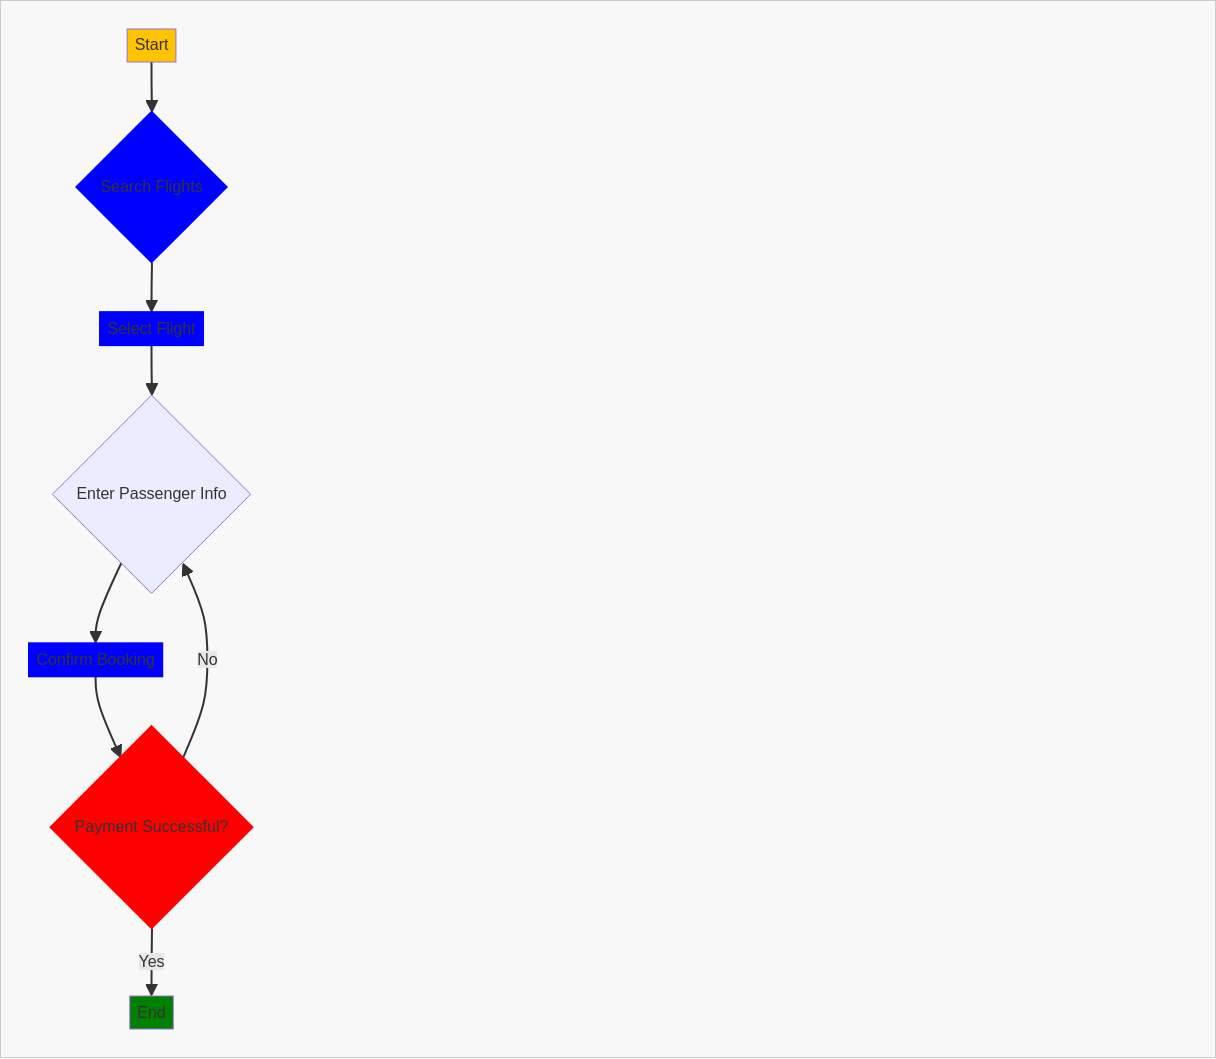 Start
Search Flights
Select Flight
Enter Passenger Info
Confirm Booking
No
Payment Successful?
Yes
End